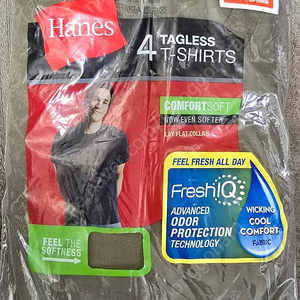 Hanes
4 TAGLESS
T-SHIRTS
COMFORTSOFT
NOW EVEN SOFTER
LAY FLAT COLLAR
FEEL FRESH ALL DAY
FreshIQ
ADVANCED
ODOR
PROTECTION
TECHNOLOGY
WICKING
COOL
COMFORT
FABRIC
FEEL THE
SOFTNESS